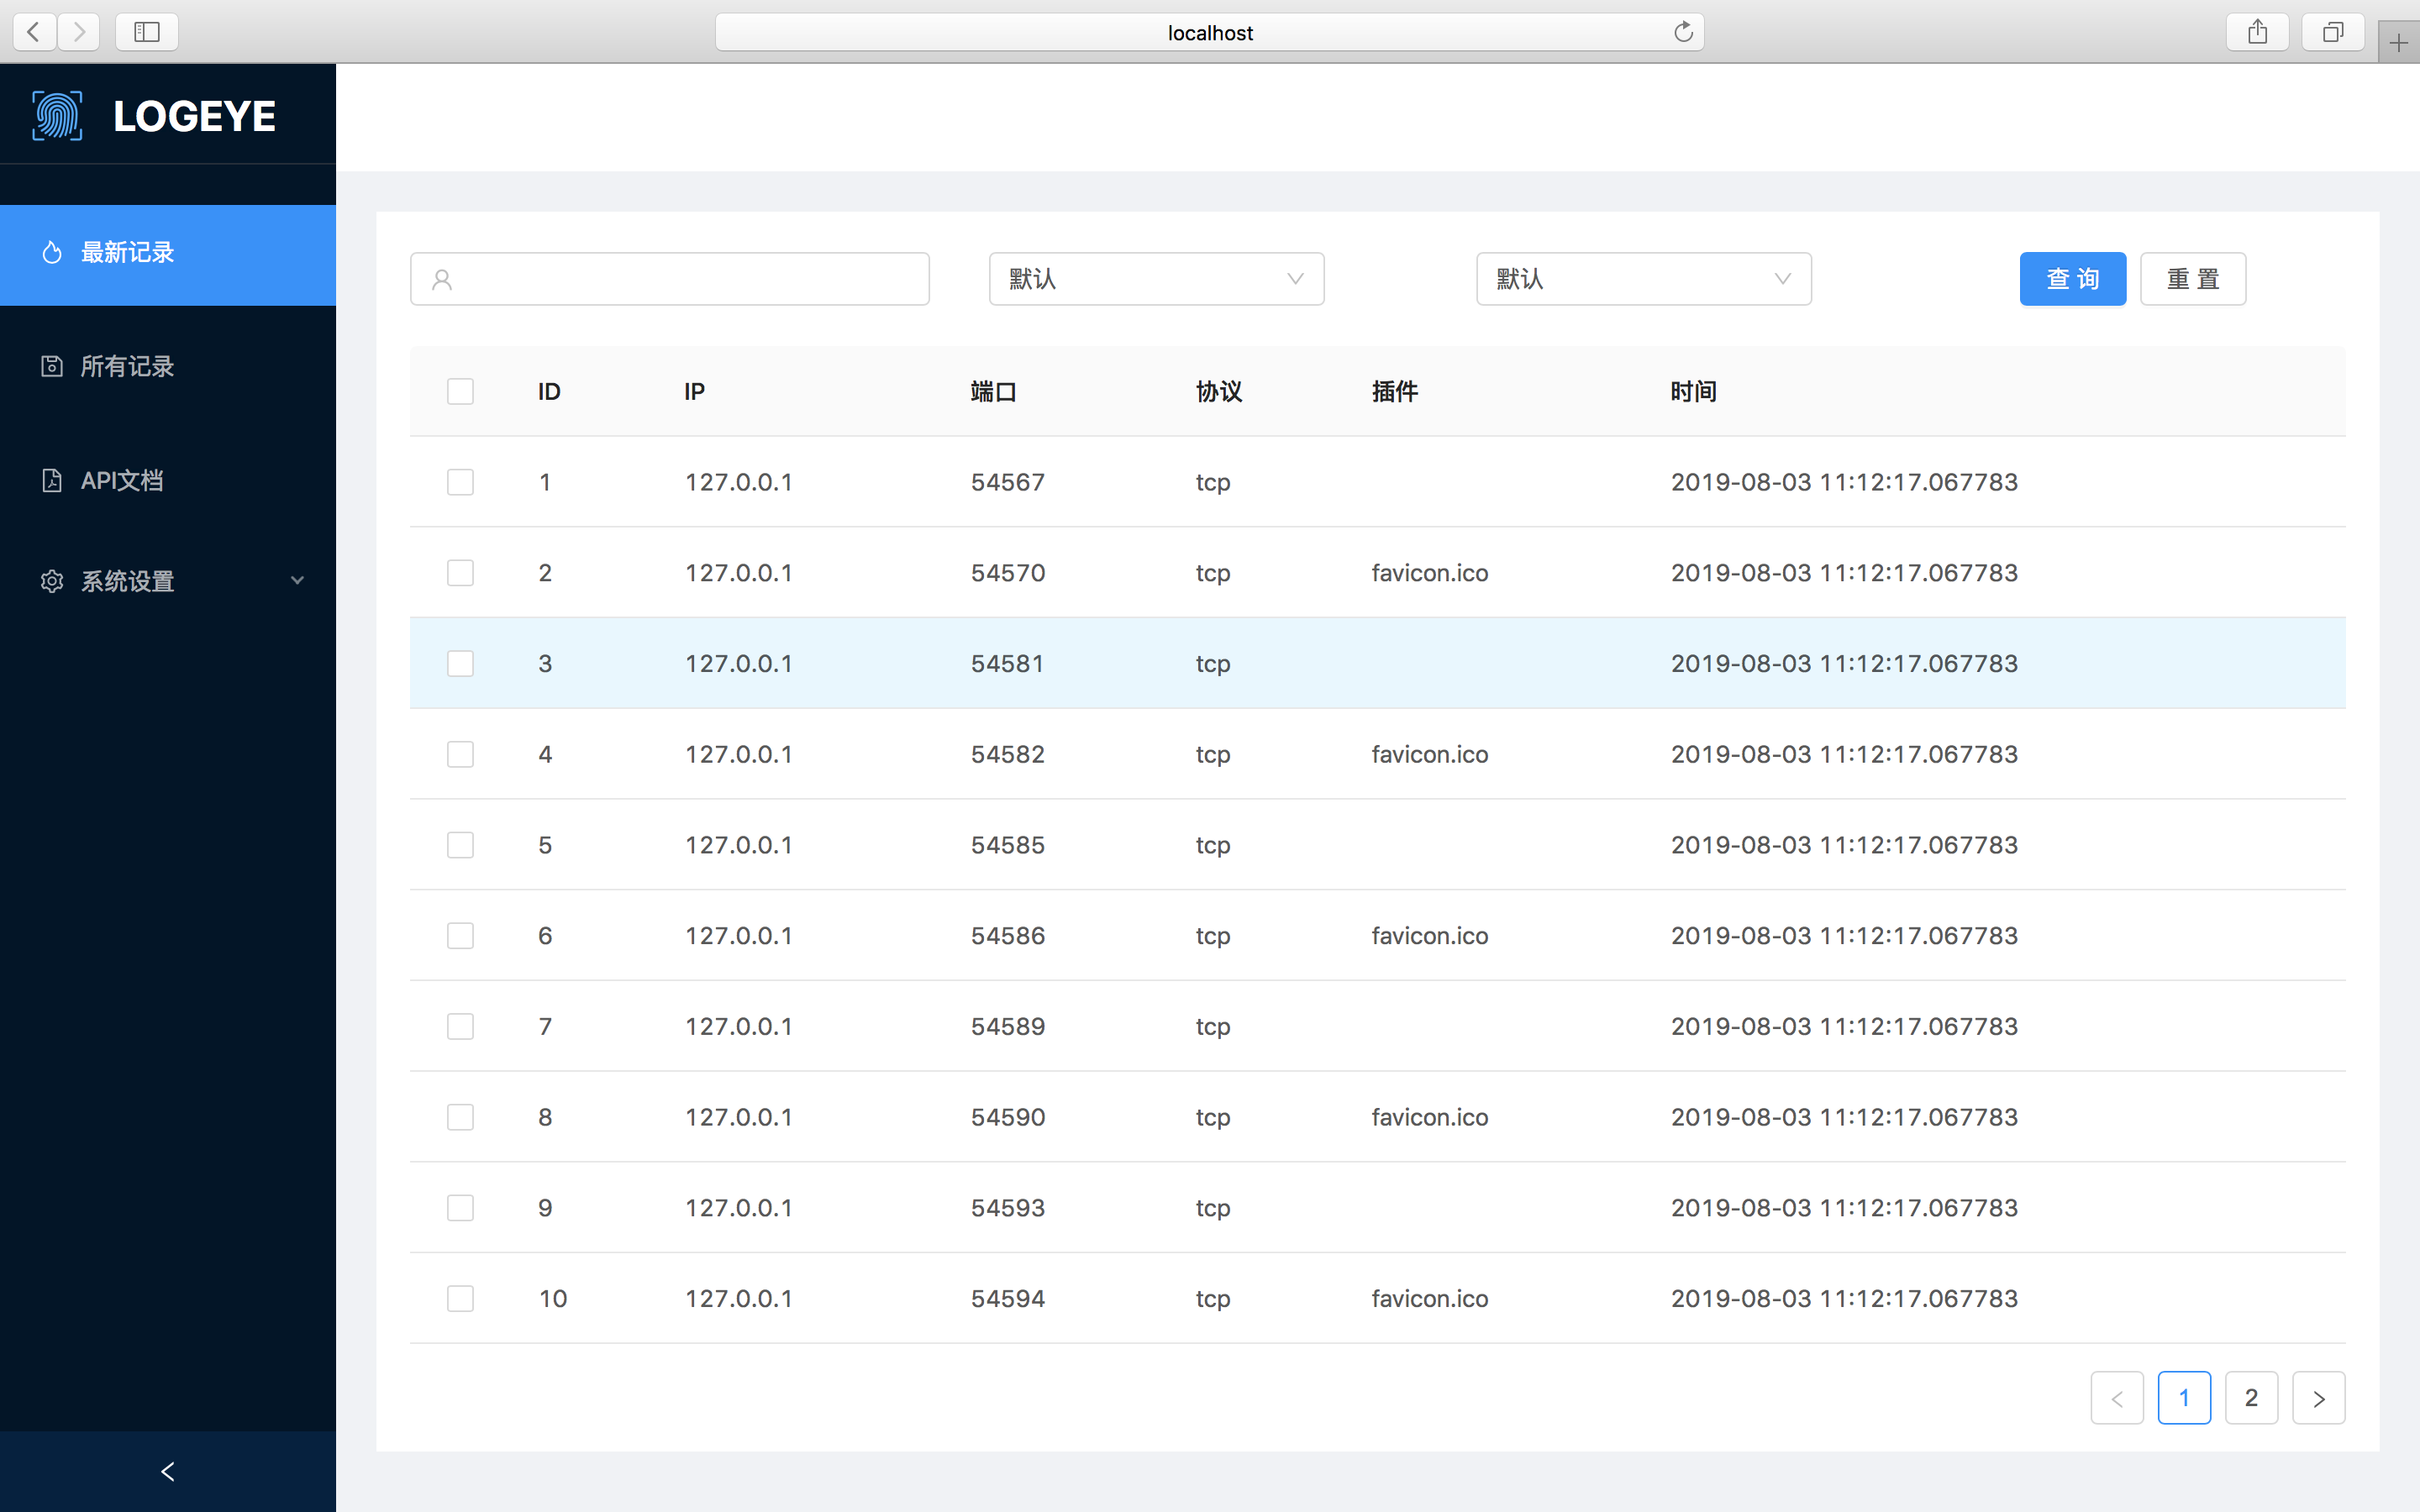 localhost
LOGEYE
最新记录
所有记录
API文档
系统设置
默认 默认 查 询 重 置
ID IP 端口 协议 插件 时间
1 127.0.0.1 54567 tcp 2019-08-03 11:12:17.067783
2 127.0.0.1 54570 tcp favicon.ico 2019-08-03 11:12:17.067783
3 127.0.0.1 54581 tcp 2019-08-03 11:12:17.067783
4 127.0.0.1 54582 tcp favicon.ico 2019-08-03 11:12:17.067783
5 127.0.0.1 54585 tcp 2019-08-03 11:12:17.067783
6 127.0.0.1 54586 tcp favicon.ico 2019-08-03 11:12:17.067783
7 127.0.0.1 54589 tcp 2019-08-03 11:12:17.067783
8 127.0.0.1 54590 tcp favicon.ico 2019-08-03 11:12:17.067783
9 127.0.0.1 54593 tcp 2019-08-03 11:12:17.067783
10 127.0.0.1 54594 tcp favicon.ico 2019-08-03 11:12:17.067783
1 2